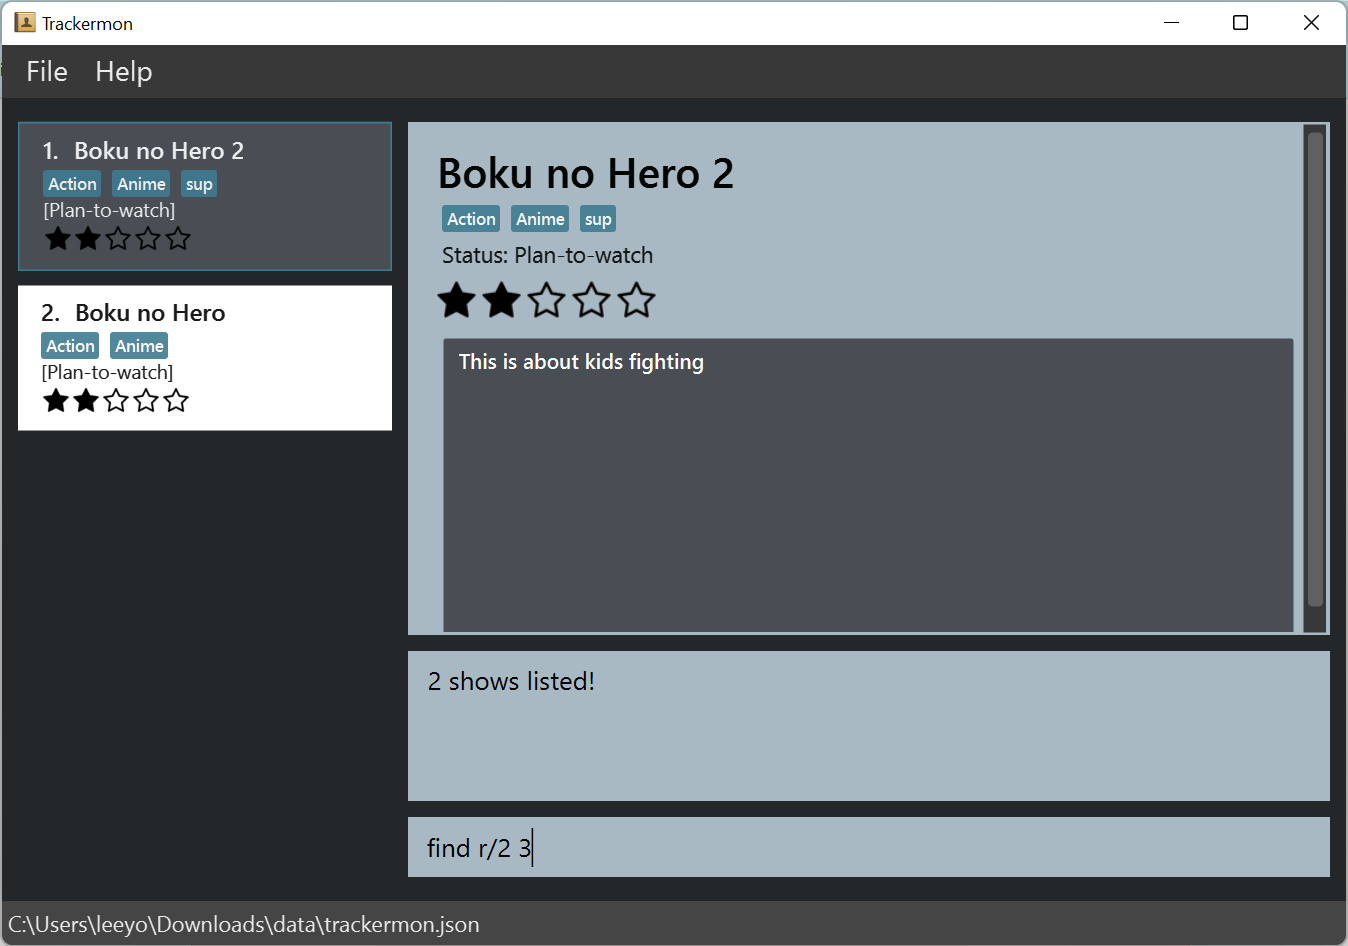 Trackermon
File Help
1. Boku no Hero 2
Action Anime sup
[Plan-to-watch]
2. Boku no Hero
Action Anime
[Plan-to-watch]
Boku no Hero 2
Action Anime sup
Status: Plan-to-watch
This is about kids fighting
2 shows listed!
find r/2 3
C:\Users\leeyo\Downloads\data\trackermon.json